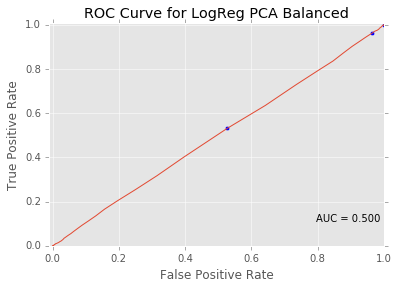 ROC Curve for LogReg PCA Balanced
1.0
0.8
0.6
0.4
0.2
0.0
True Positive Rate
AUC = 0.500
0.0 0.2 0.4 0.6 0.8 1.0
False Positive Rate